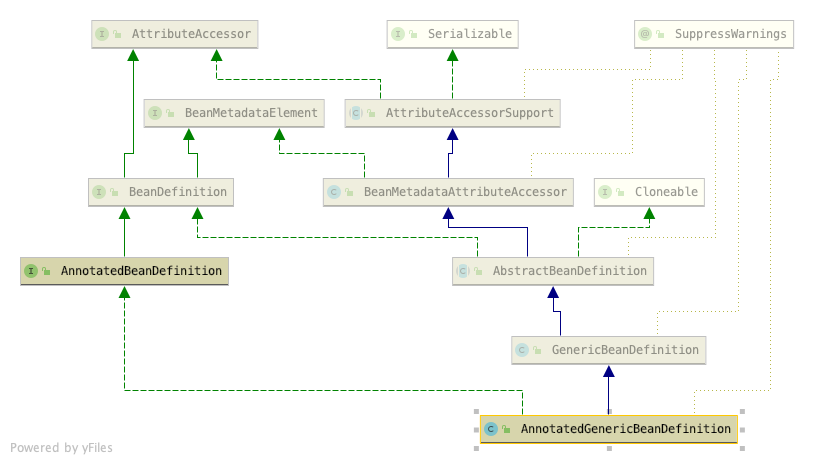 I AttributeAccessor
I Serializable
@ SuppressWarnings
I BeanMetadataElement
C AttributeAccessorSupport
I BeanDefinition
C BeanMetadataAttributeAccessor
I Cloneable
I AnnotatedBeanDefinition
C AbstractBeanDefinition
C GenericBeanDefinition
C AnnotatedGenericBeanDefinition
Powered by yFiles